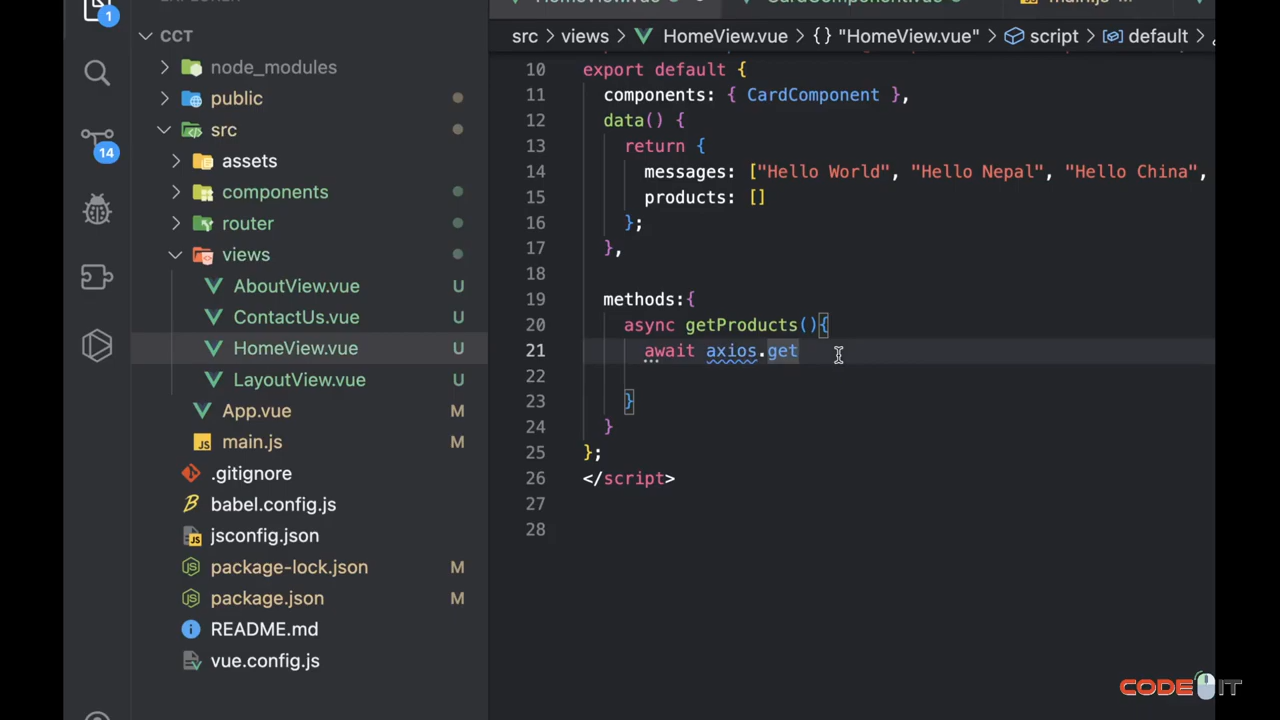 1
CCT
node_modules
public
src
14
assets
components
router
views
AboutView.vue U
ContactUs.vue U
HomeView.vue U
LayoutView.vue U
App.vue M
JS main.js M
.gitignore
babel.config.js
JS jsconfig.json
package-lock.json M
package.json M
README.md
vue.config.js
src > views > HomeView.vue > {} "HomeView.vue" > script > default >
10 export default {
11 components: { CardComponent },
12 data() {
13 return {
14 messages: ["Hello World", "Hello Nepal", "Hello China",
15 products: []
16 };
17 },
18
19 methods:{
20 async getProducts(){
21 await axios.get
22
23 }
24 }
25 };
26 </script>
27
28
CODE IT